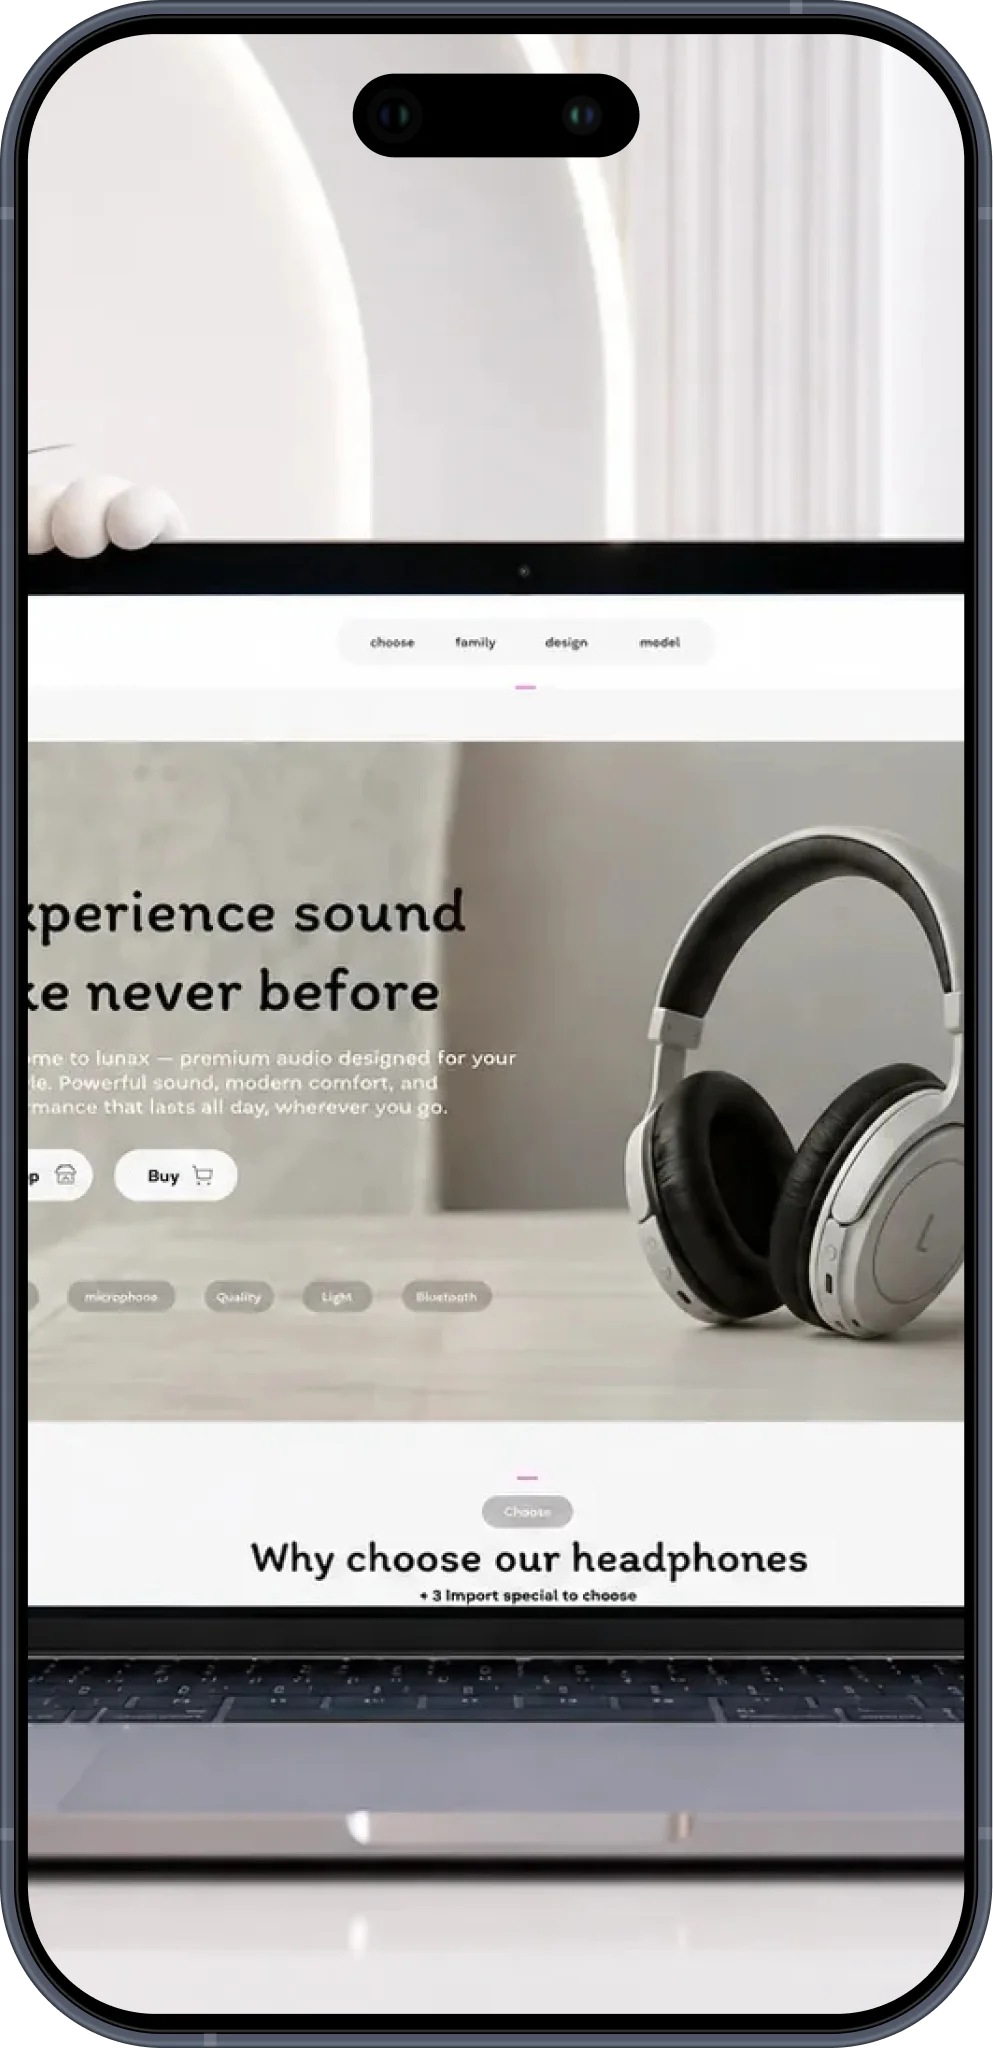 choose family design model
xperience sound
ke never before
ome to lunax — premium audio designed for your
le. Powerful sound, modern comfort, and
rmance that lasts all day, wherever you go.
p Buy
microphone Quality Light Bluetooth
Choose
Why choose our headphones
+ 3 Import special to choose